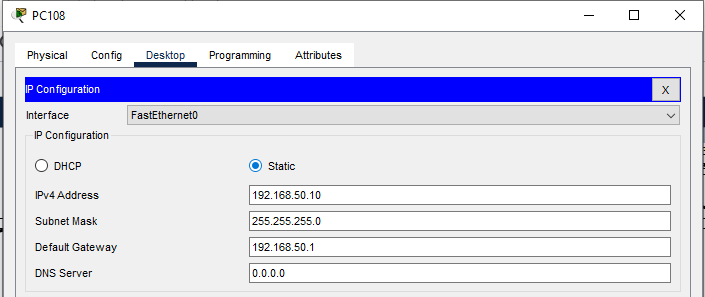 PC108
Physical Config Desktop Programming Attributes
IP Configuration X
Interface FastEthernet0
IP Configuration
DHCP Static
IPv4 Address 192.168.50.10
Subnet Mask 255.255.255.0
Default Gateway 192.168.50.1
DNS Server 0.0.0.0